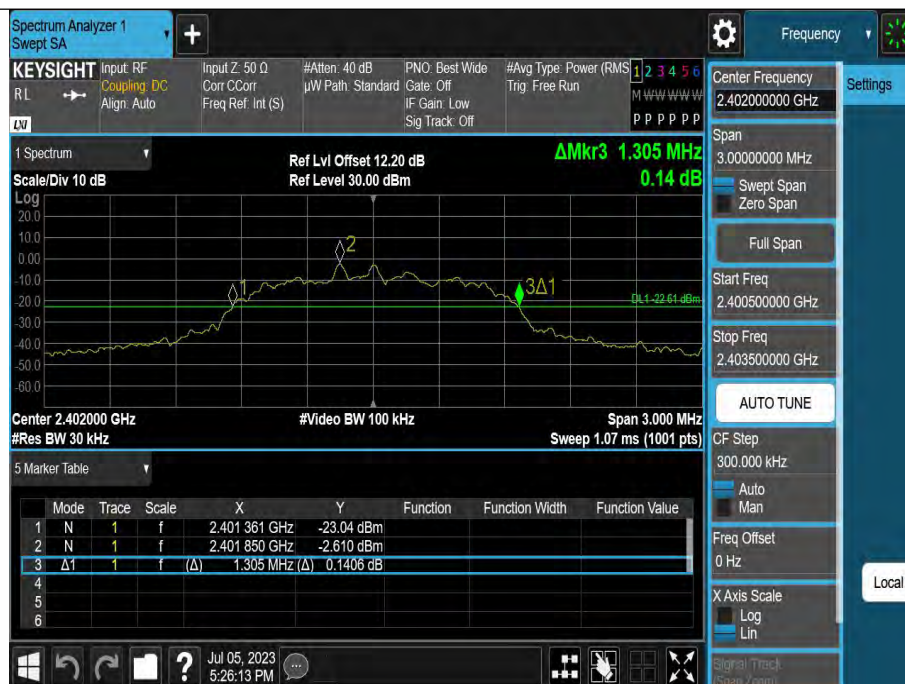 Spectrum Analyzer 1
Swept SA
+
Frequency
KEYSIGHT
R L
LXI
Input: RF
Coupling: DC
Align: Auto
Input Z: 50 Ω
Corr CCorr
Freq Ref: Int (S)
#Atten: 40 dB
µW Path: Standard
PNO: Best Wide
Gate: Off
IF Gain: Low
Sig Track: Off
#Avg Type: Power (RMS
Trig: Free Run
1 2 3 4 5 6
M W W W W W
P P P P P P
1 Spectrum
Scale/Div 10 dB
Ref Lvl Offset 12.20 dB
Ref Level 30.00 dBm
ΔMkr3 1.305 MHz
0.14 dB
Log
20.0
10.0
0.00
-10.0
-20.0
-30.0
-40.0
-50.0
-60.0
1
2
3Δ1
DL1 -22.61 dBm
Center 2.402000 GHz
#Res BW 30 kHz
#Video BW 100 kHz
Span 3.000 MHz
Sweep 1.07 ms (1001 pts)
5 Marker Table
Mode Trace Scale X Y Function Function Width Function Value
1 N 1 f 2.401 361 GHz -23.04 dBm
2 N 1 f 2.401 850 GHz -2.610 dBm
3 Δ1 1 f (Δ) 1.305 MHz (Δ) 0.1406 dB
4
5
6
Jul 05, 2023
5:26:13 PM
?
Center Frequency
2.402000000 GHz
Span
3.00000000 MHz
Swept Span
Zero Span
Full Span
Start Freq
2.400500000 GHz
Stop Freq
2.403500000 GHz
AUTO TUNE
CF Step
300.000 kHz
Auto
Man
Freq Offset
0 Hz
X Axis Scale
Log
Lin
Signal Track
(Span Zoom)
Settings
Local